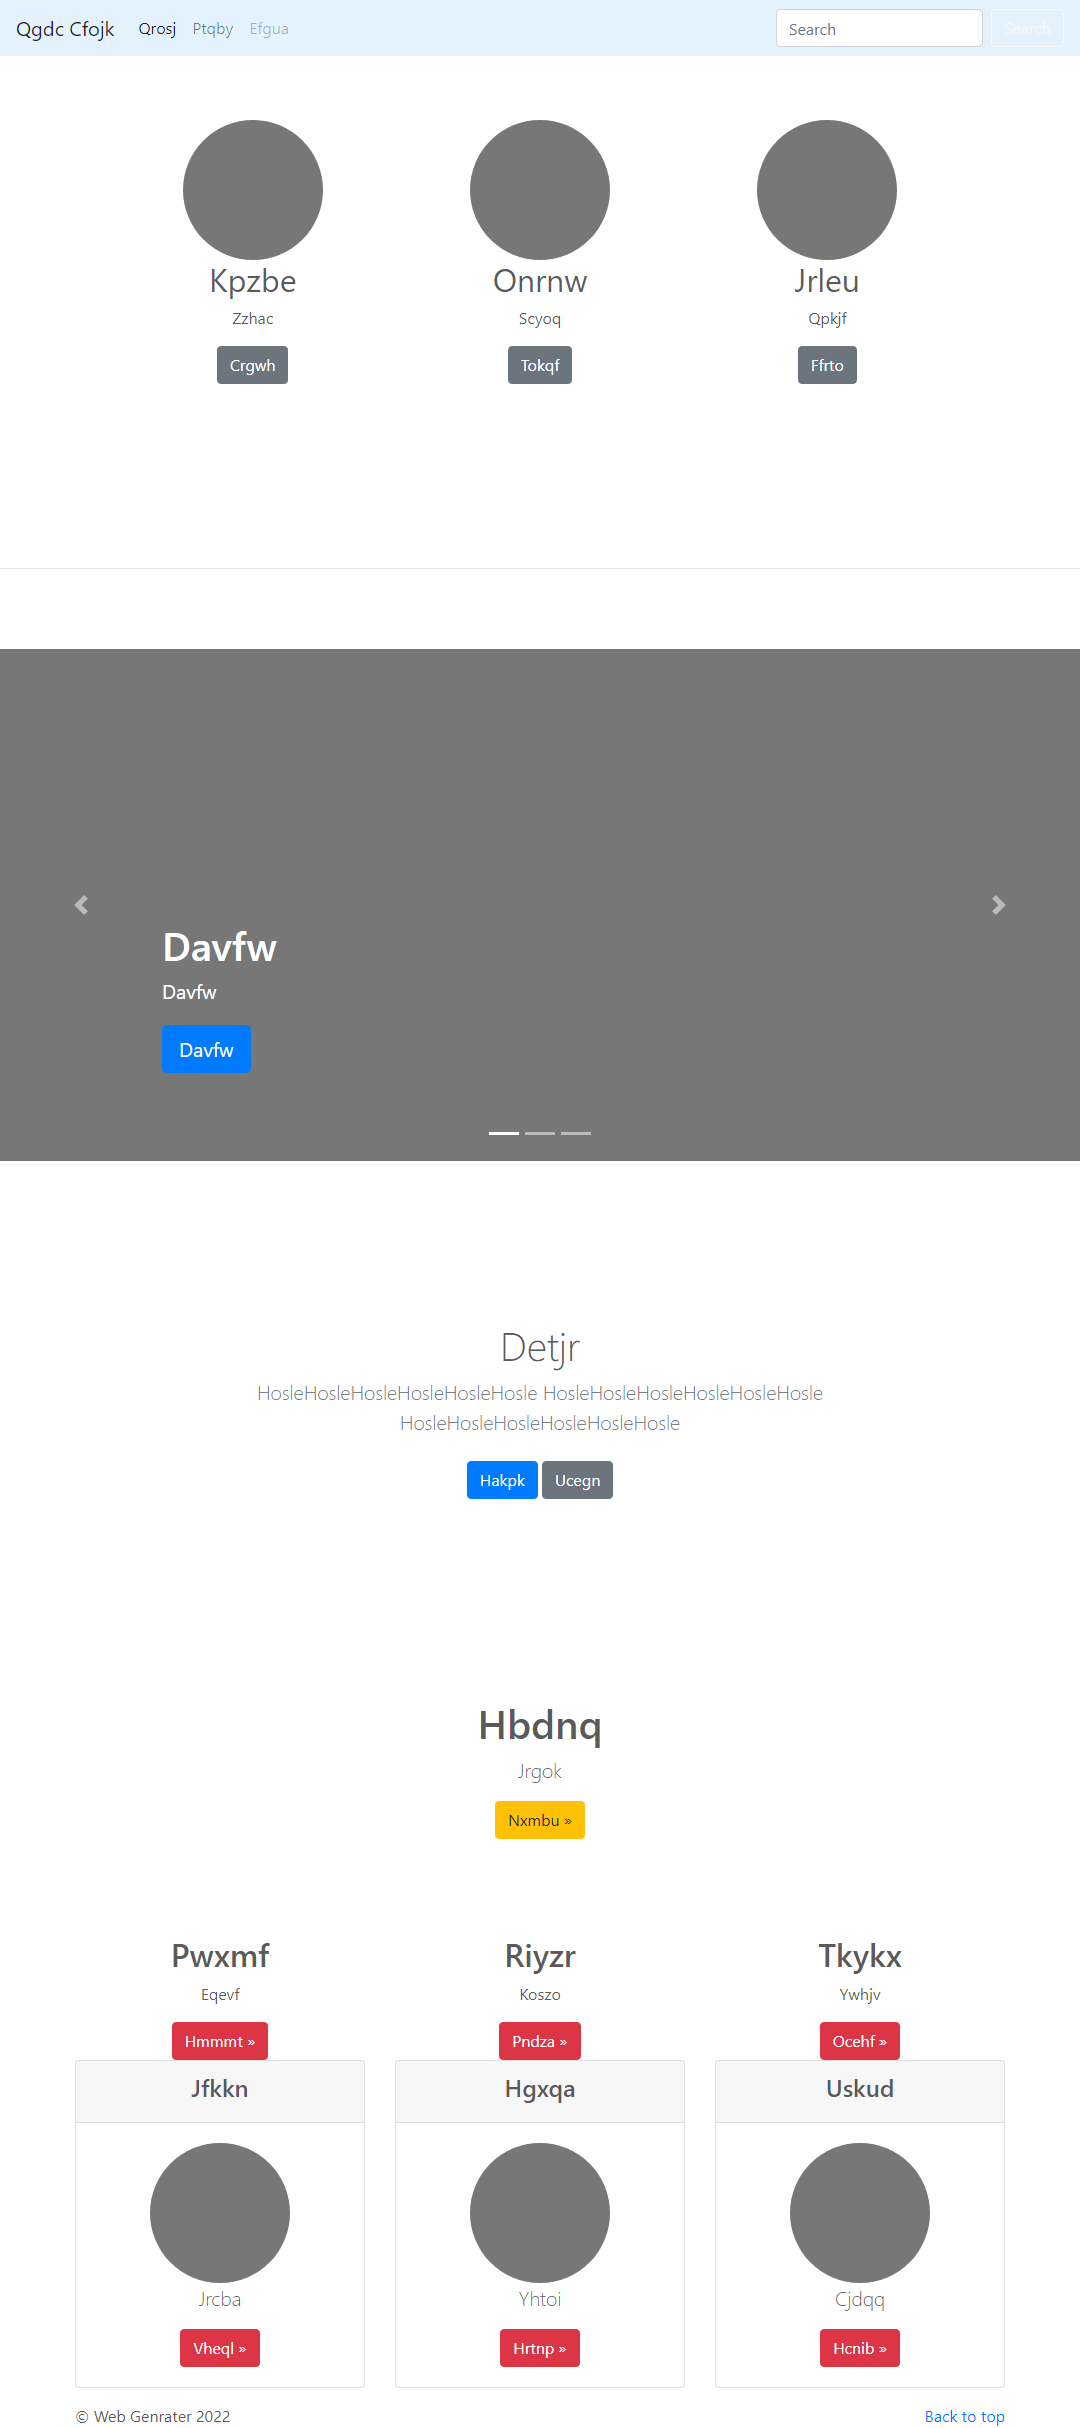 Qgdc Cfojk Qrosj Ptqby Efgua Search Search
Kpzbe Onrnw Jrleu
Zzhac Scyoq Qpkjf
Crgwh Tokqf Ffrto
Davfw
Davfw
Davfw
Detjr
HosleHosleHosleHosleHosleHosle HosleHosleHosleHosleHosleHosle
HosleHosleHosleHosleHosleHosle
Hakpk Ucegn
Hbdnq
Jrgok
Nxmbu »
Pwxmf Riyzr Tkykx
Eqevf Koszo Ywhjv
Hmmmt » Pndza » Ocehf »
Jfkkn Hgxqa Uskud
Jrcba Yhtoi Cjdqq
Vheql » Hrtnp » Hcnib »
© Web Genrater 2022 Back to top